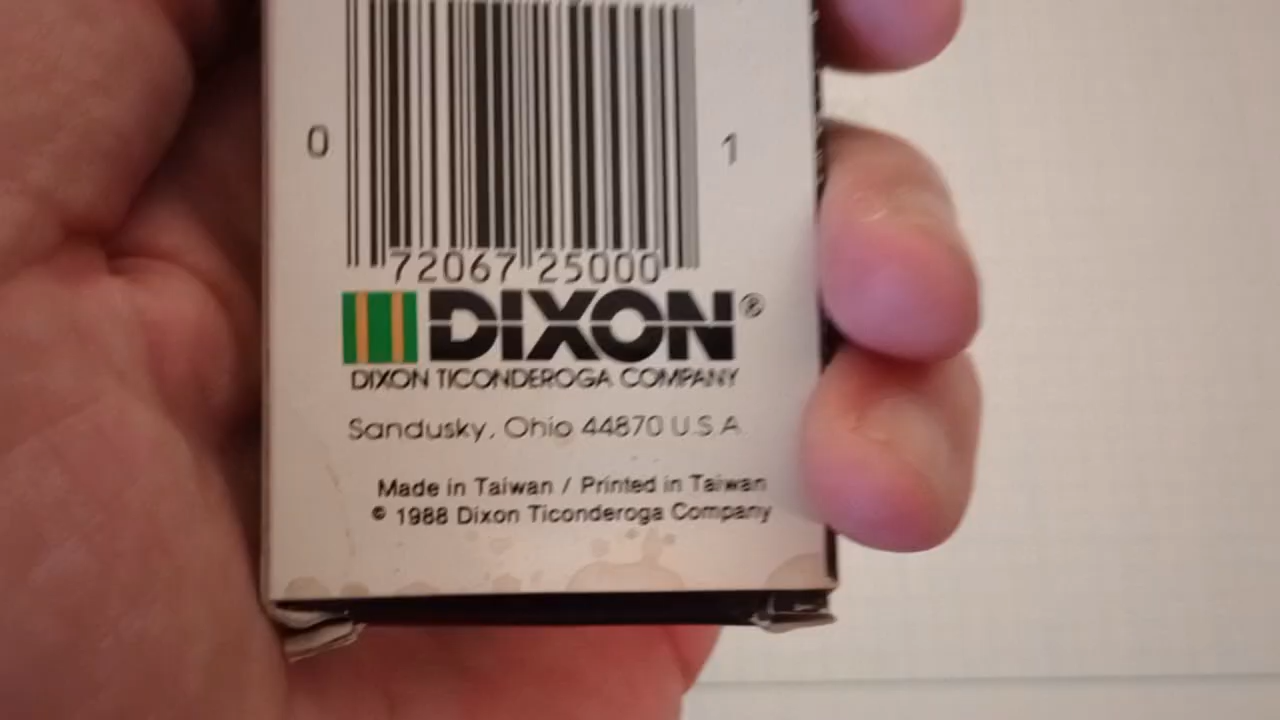 0 72067 25000 1
DIXON®
DIXON TICONDEROGA COMPANY
Sandusky, Ohio 44870 U.S.A.
Made in Taiwan / Printed in Taiwan
© 1988 Dixon Ticonderoga Company